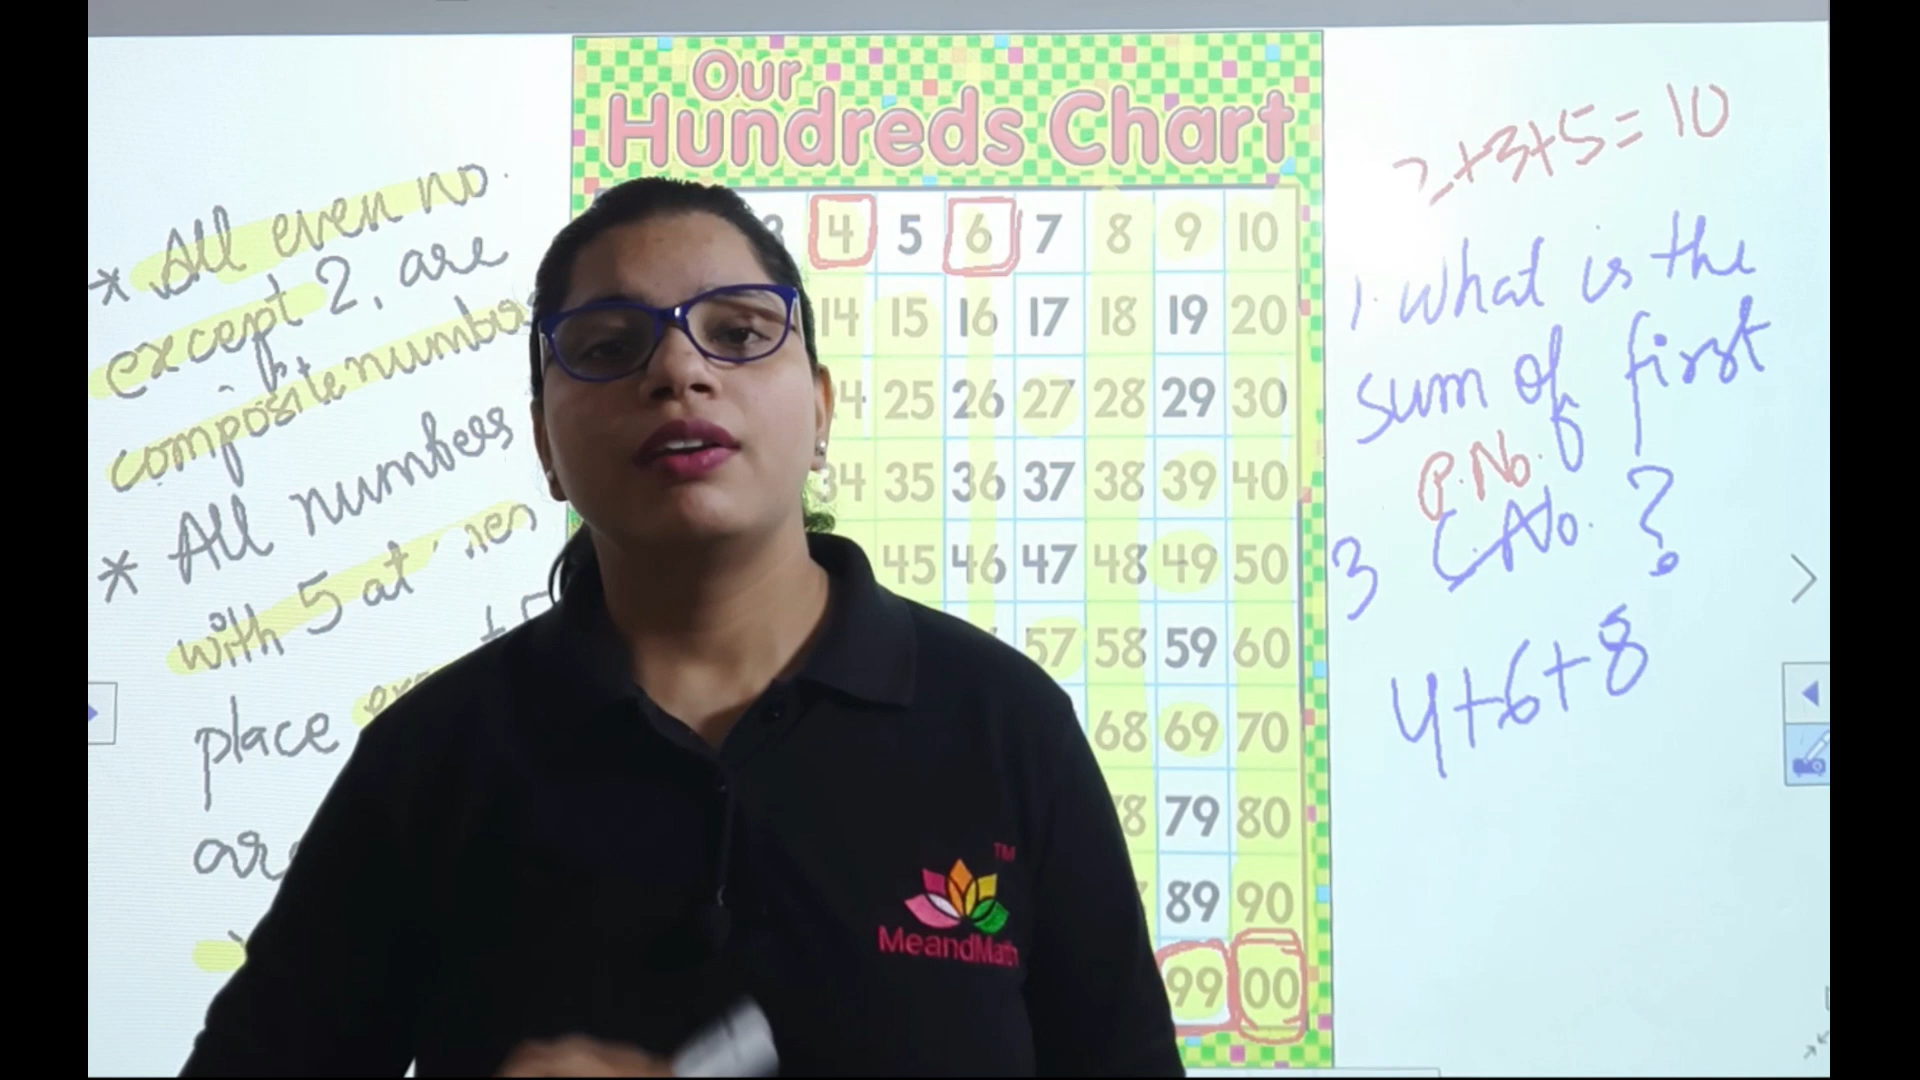 Our
Hundreds Chart
* All even no.
except 2, are
composite numbers
* All numbers
with 5 at
place
are
3 4 5 6 7 8 9 10
14 15 16 17 18 19 20
25 26 27 28 29 30
34 35 36 37 38 39 40
45 46 47 48 49 50
57 58 59 60
68 69 70
79 80
89 90
99 00
2+3+5=10
1. What is the
sum of first
P.No.
3 C.No. ?
4+6+8
TM
MeandMath